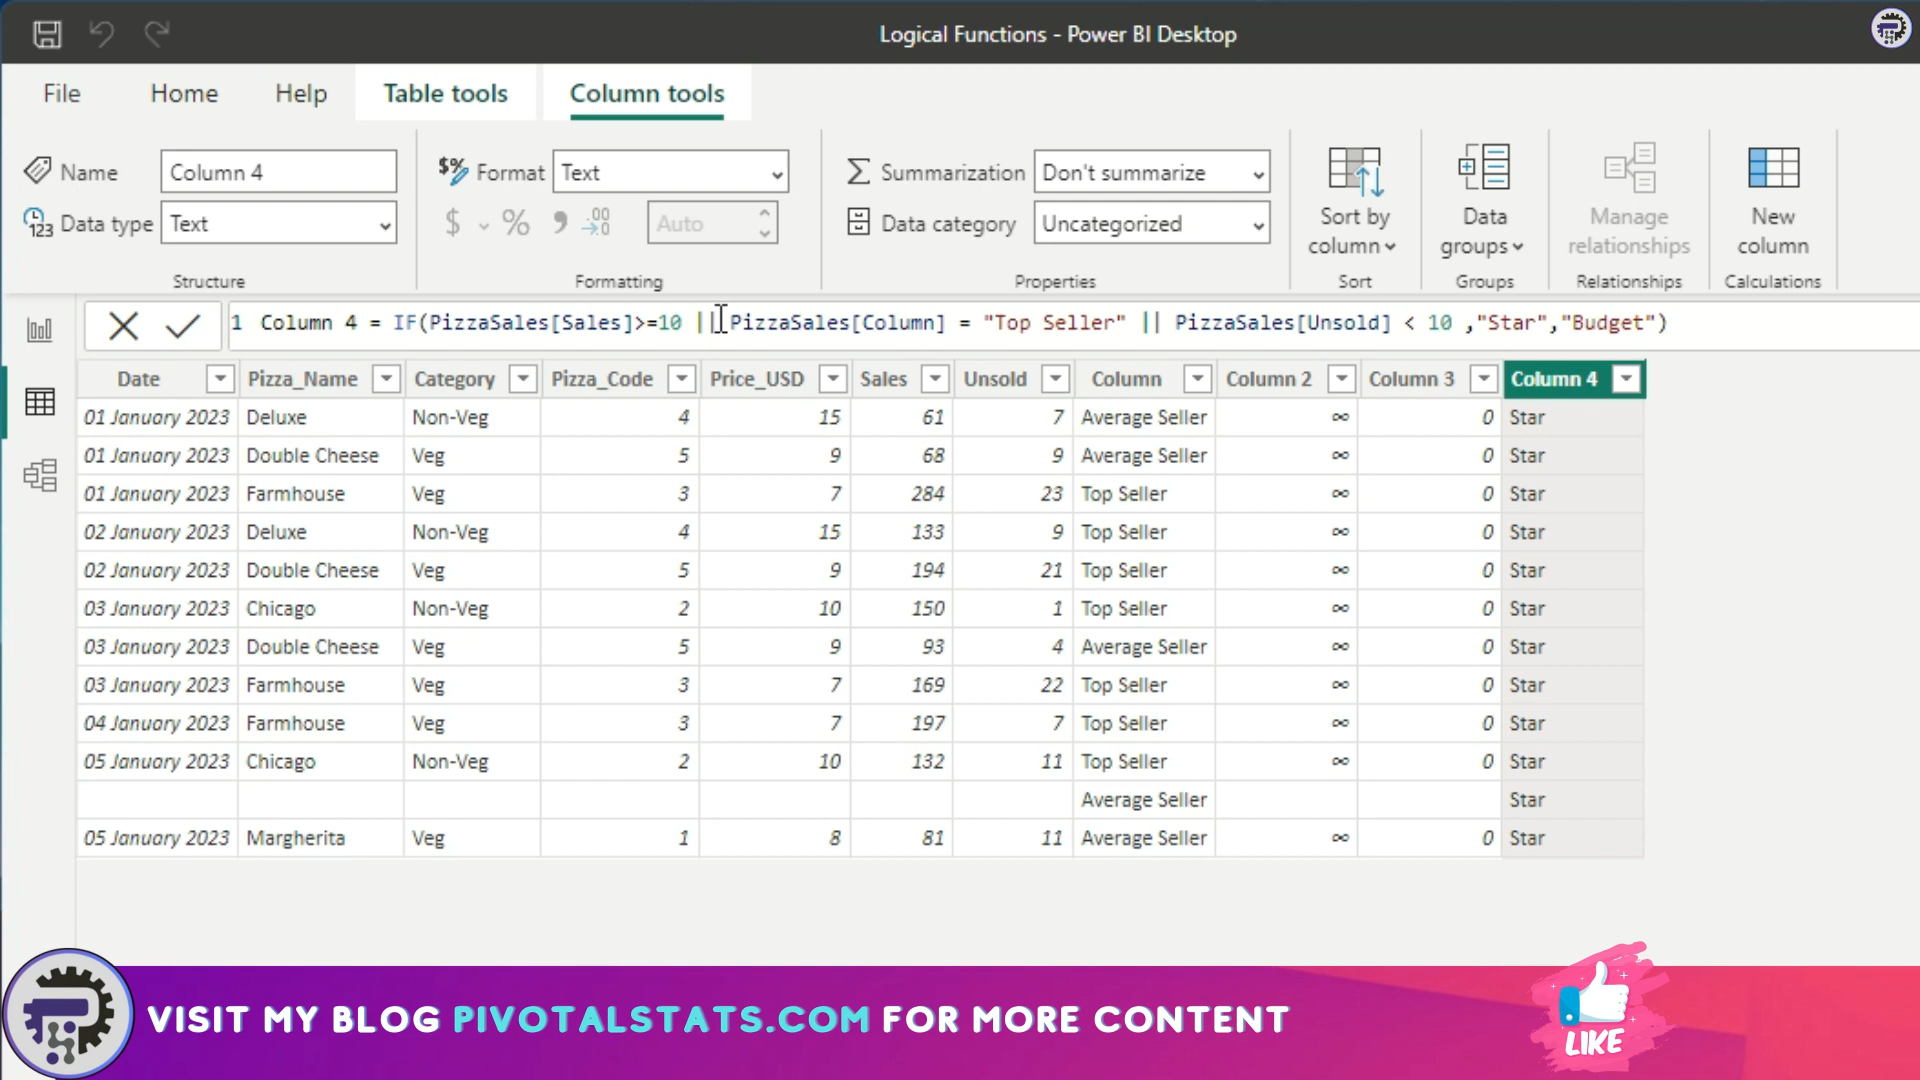 Logical Functions - Power BI Desktop
File Home Help Table tools Column tools
Name Column 4 $% Format Text Summarization Don't summarize
123 Data type Text $ % .00 Auto Data category Uncategorized
Sort by column Data groups Manage relationships New column
Structure Formatting Properties Sort Groups Relationships Calculations
1 Column 4 = IF(PizzaSales[Sales]>=10 || PizzaSales[Column] = "Top Seller" || PizzaSales[Unsold] < 10 ,"Star","Budget")
Date Pizza_Name Category Pizza_Code Price_USD Sales Unsold Column Column 2 Column 3 Column 4
01 January 2023 Deluxe Non-Veg 4 15 61 7 Average Seller ∞ 0 Star
01 January 2023 Double Cheese Veg 5 9 68 9 Average Seller ∞ 0 Star
01 January 2023 Farmhouse Veg 3 7 284 23 Top Seller ∞ 0 Star
02 January 2023 Deluxe Non-Veg 4 15 133 9 Top Seller ∞ 0 Star
02 January 2023 Double Cheese Veg 5 9 194 21 Top Seller ∞ 0 Star
03 January 2023 Chicago Non-Veg 2 10 150 1 Top Seller ∞ 0 Star
03 January 2023 Double Cheese Veg 5 9 93 4 Average Seller ∞ 0 Star
03 January 2023 Farmhouse Veg 3 7 169 22 Top Seller ∞ 0 Star
04 January 2023 Farmhouse Veg 3 7 197 7 Top Seller ∞ 0 Star
05 January 2023 Chicago Non-Veg 2 10 132 11 Top Seller ∞ 0 Star
Average Seller Star
05 January 2023 Margherita Veg 1 8 81 11 Average Seller ∞ 0 Star
VISIT MY BLOG PIVOTALSTATS.COM FOR MORE CONTENT
LIKE